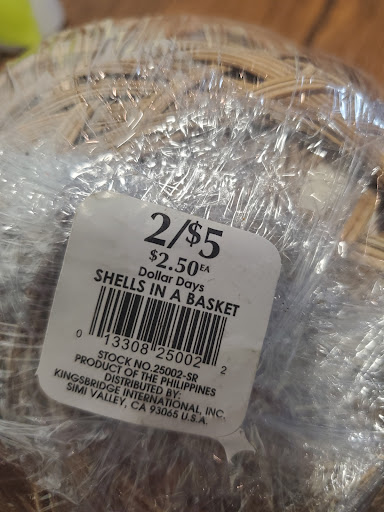 2/$5
$2.50EA
Dollar Days
SHELLS IN A BASKET
0 13308 25002 2
STOCK NO.25002-SR
PRODUCT OF THE PHILIPPINES
DISTRIBUTED BY:
KINGSBRIDGE INTERNATIONAL, INC.
SIMI VALLEY, CA 93065 U.S.A.